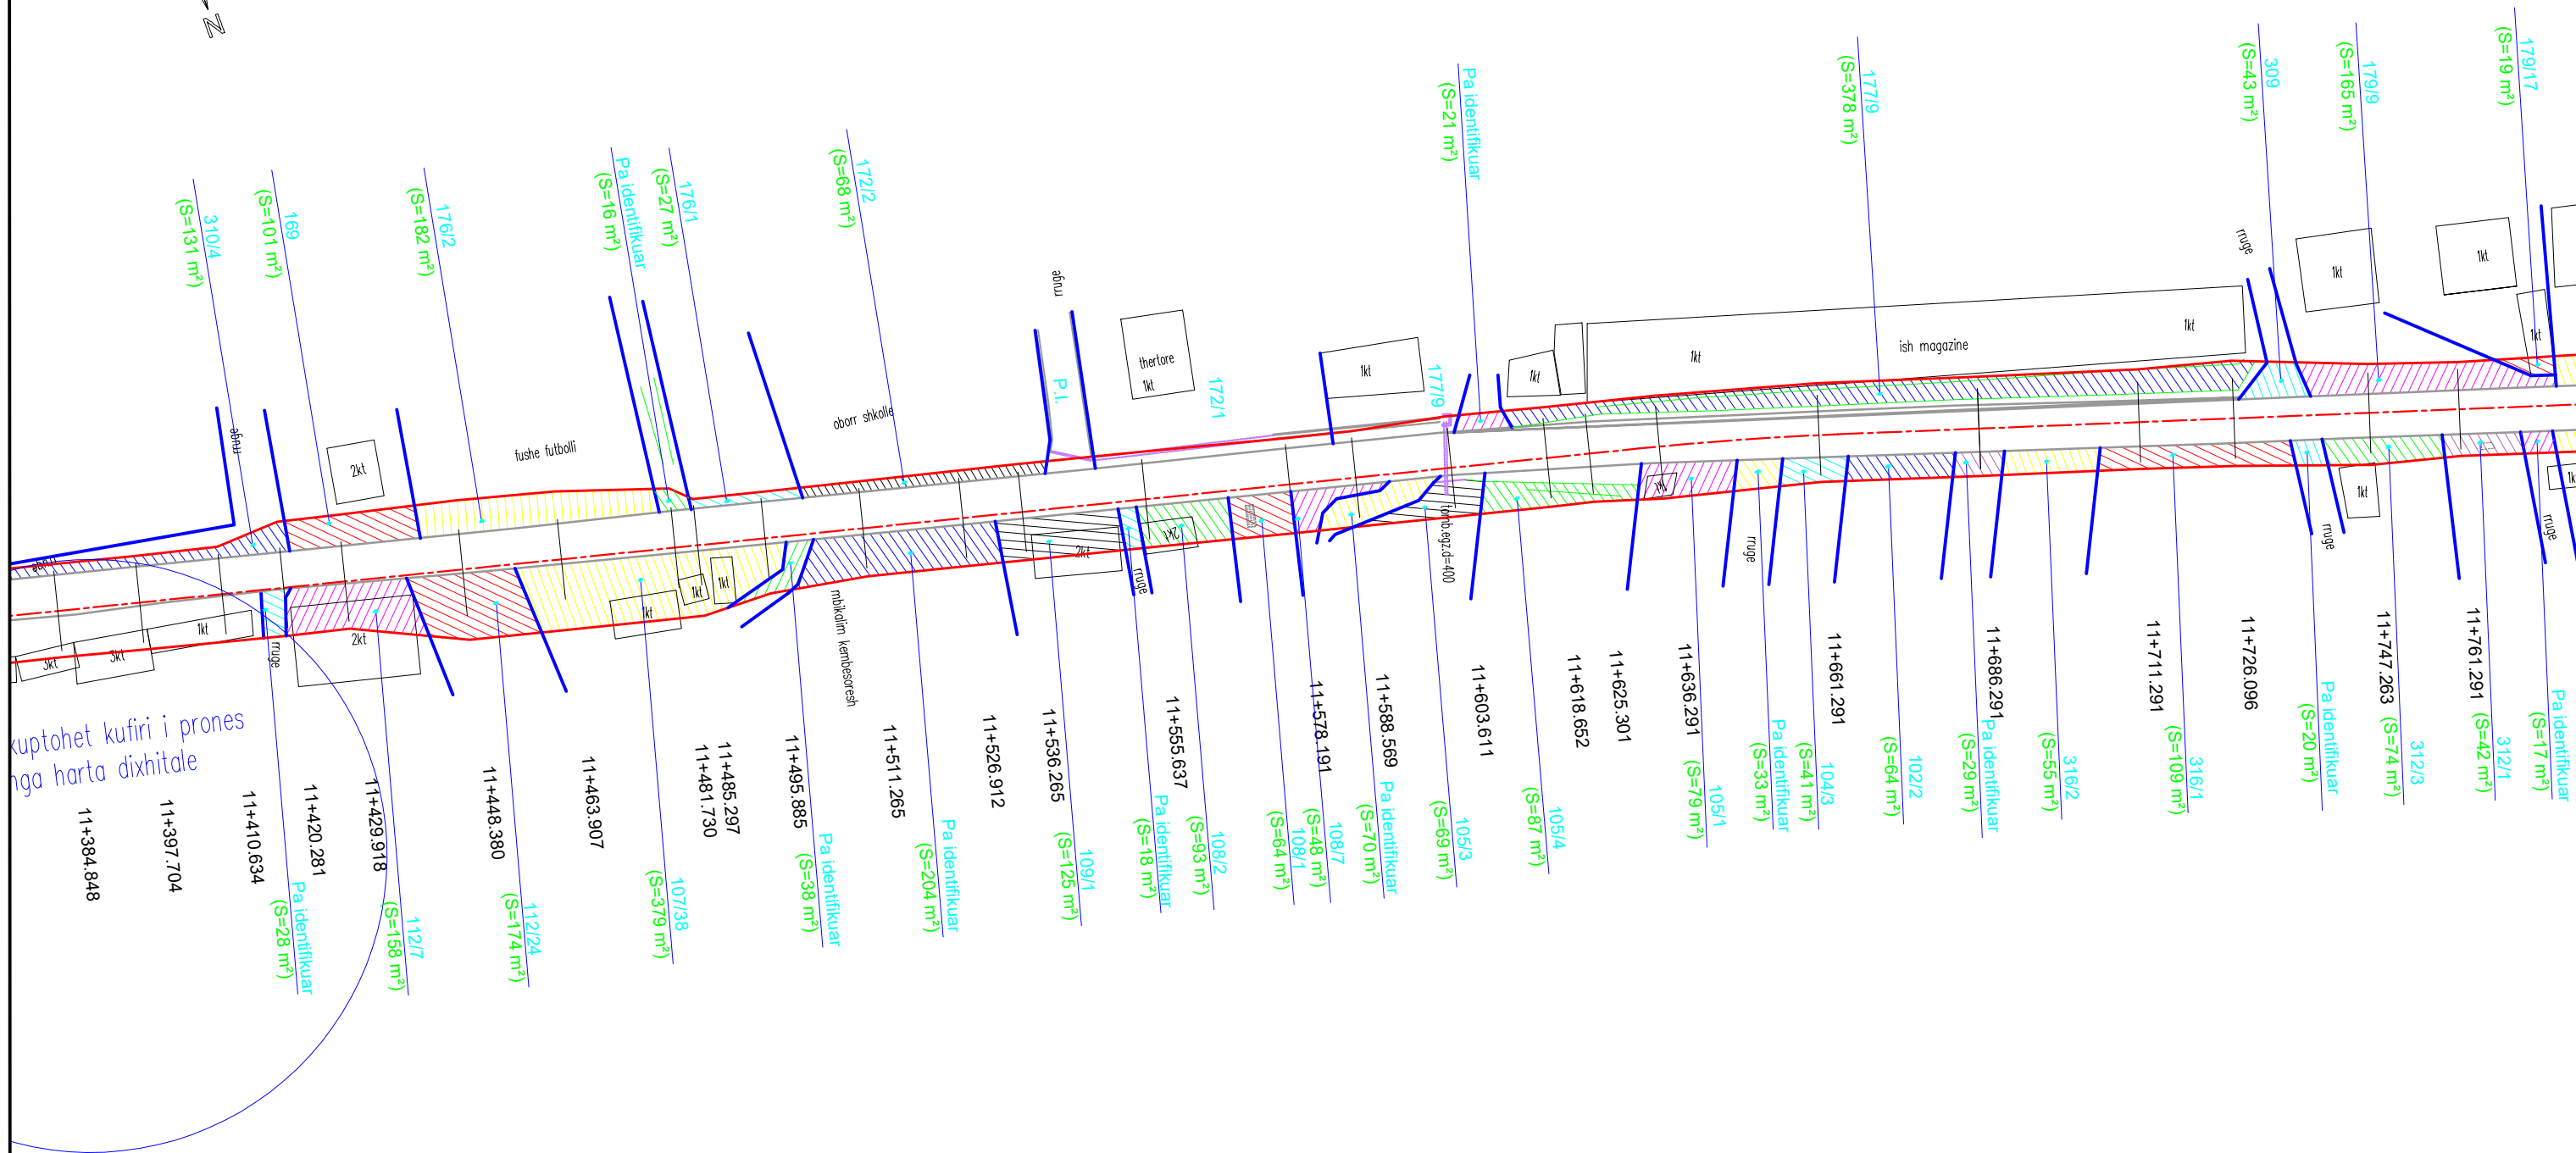 N
310/4
(S=131 m²)
169
(S=101 m²)
176/2
(S=182 m²)
Pa identifikuar
(S=16 m²)
176/1
(S=27 m²)
172/2
(S=68 m²)
Pa identifikuar
(S=21 m²)
177/9
(S=378 m²)
309
(S=43 m²)
179/9
(S=165 m²)
179/17
(S=19 m²)
rruge
2kt
fushe futbolli
oborr shkolle
rruge
P.I.
thertore
1kt
172/1
1kt
177/9
1kt
1kt
ish magazine
1kt
rruge
1kt
1kt
1kt
3kt
3kt
1kt
rruge
2kt
1kt
1kt
1kt
mbikalim kembesoresh
2kt
rruge
2kt
tomb.egz.d=400
1kt
rruge
rruge
1kt
rruge
kuptohet kufiri i prones
nga harta dixhitale
11+384.848
11+397.704
11+410.634
11+420.281
11+429.918
11+448.380
11+463.907
11+481.730
11+485.297
11+495.885
11+511.265
11+526.912
11+536.265
11+555.637
11+578.191
11+588.569
11+603.611
11+618.652
11+625.301
11+636.291
11+661.291
11+686.291
11+711.291
11+726.096
11+747.263
11+761.291
Pa identifikuar
(S=28 m²)
112/7
(S=158 m²)
112/24
(S=174 m²)
107/38
(S=379 m²)
Pa identifikuar
(S=38 m²)
Pa identifikuar
(S=204 m²)
109/1
(S=125 m²)
Pa identifikuar
(S=18 m²)
108/2
(S=93 m²)
108/1
(S=64 m²)
108/7
(S=48 m²)
Pa identifikuar
(S=70 m²)
105/3
(S=69 m²)
105/4
(S=87 m²)
105/1
(S=79 m²)
Pa identifikuar
(S=33 m²)
104/3
(S=41 m²)
102/2
(S=64 m²)
Pa identifikuar
(S=29 m²)
316/2
(S=55 m²)
316/1
(S=109 m²)
Pa identifikuar
(S=20 m²)
312/3
(S=74 m²)
312/1
(S=42 m²)
Pa identifikuar
(S=17 m²)